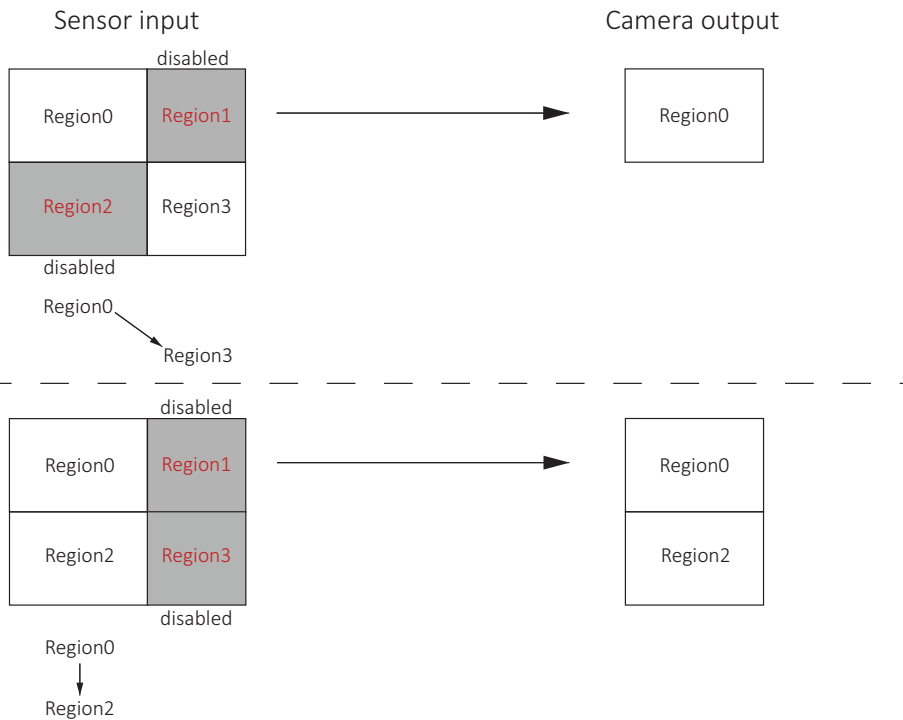 Sensor input
Camera output
disabled
Region0
Region1
Region0
Region2
Region3
disabled
Region0
Region3
disabled
Region0
Region1
Region0
Region2
Region3
Region2
disabled
Region0
Region2